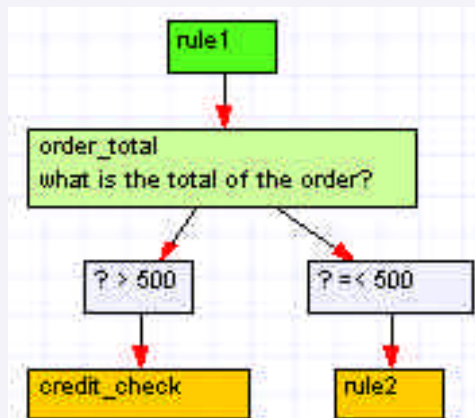 rule1
order_total
what is the total of the order?
? > 500
? =< 500
credit_check
rule2